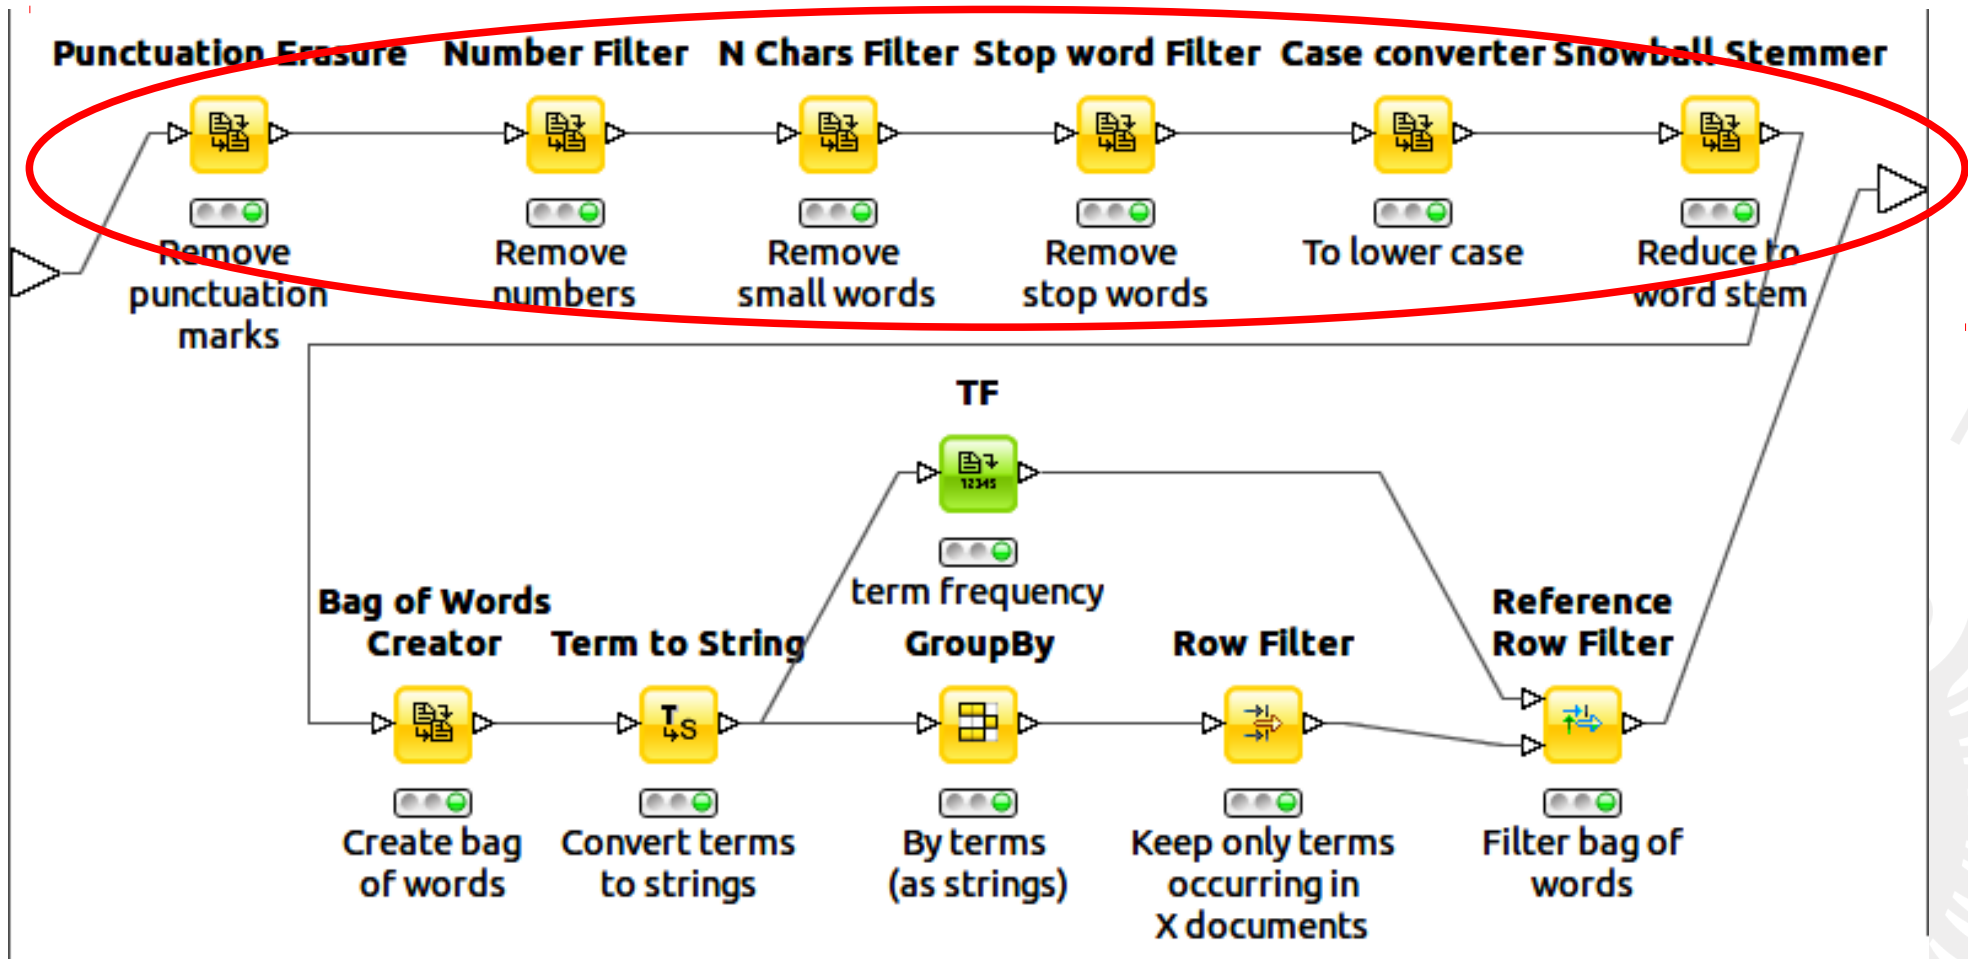 Punctuation Erasure Number Filter N Chars Filter Stop word Filter Case converter Snowball Stemmer
Remove
punctuation
marks
Remove
numbers
Remove
small words
Remove
stop words
To lower case
Reduce to
word stem
TF
12345
term frequency
Bag of Words
Creator
T
S
Create bag
of words
Term to String
Convert terms
to strings
GroupBy
By terms
(as strings)
Row Filter
Keep only terms
occurring in
X documents
Reference
Row Filter
Filter bag of
words